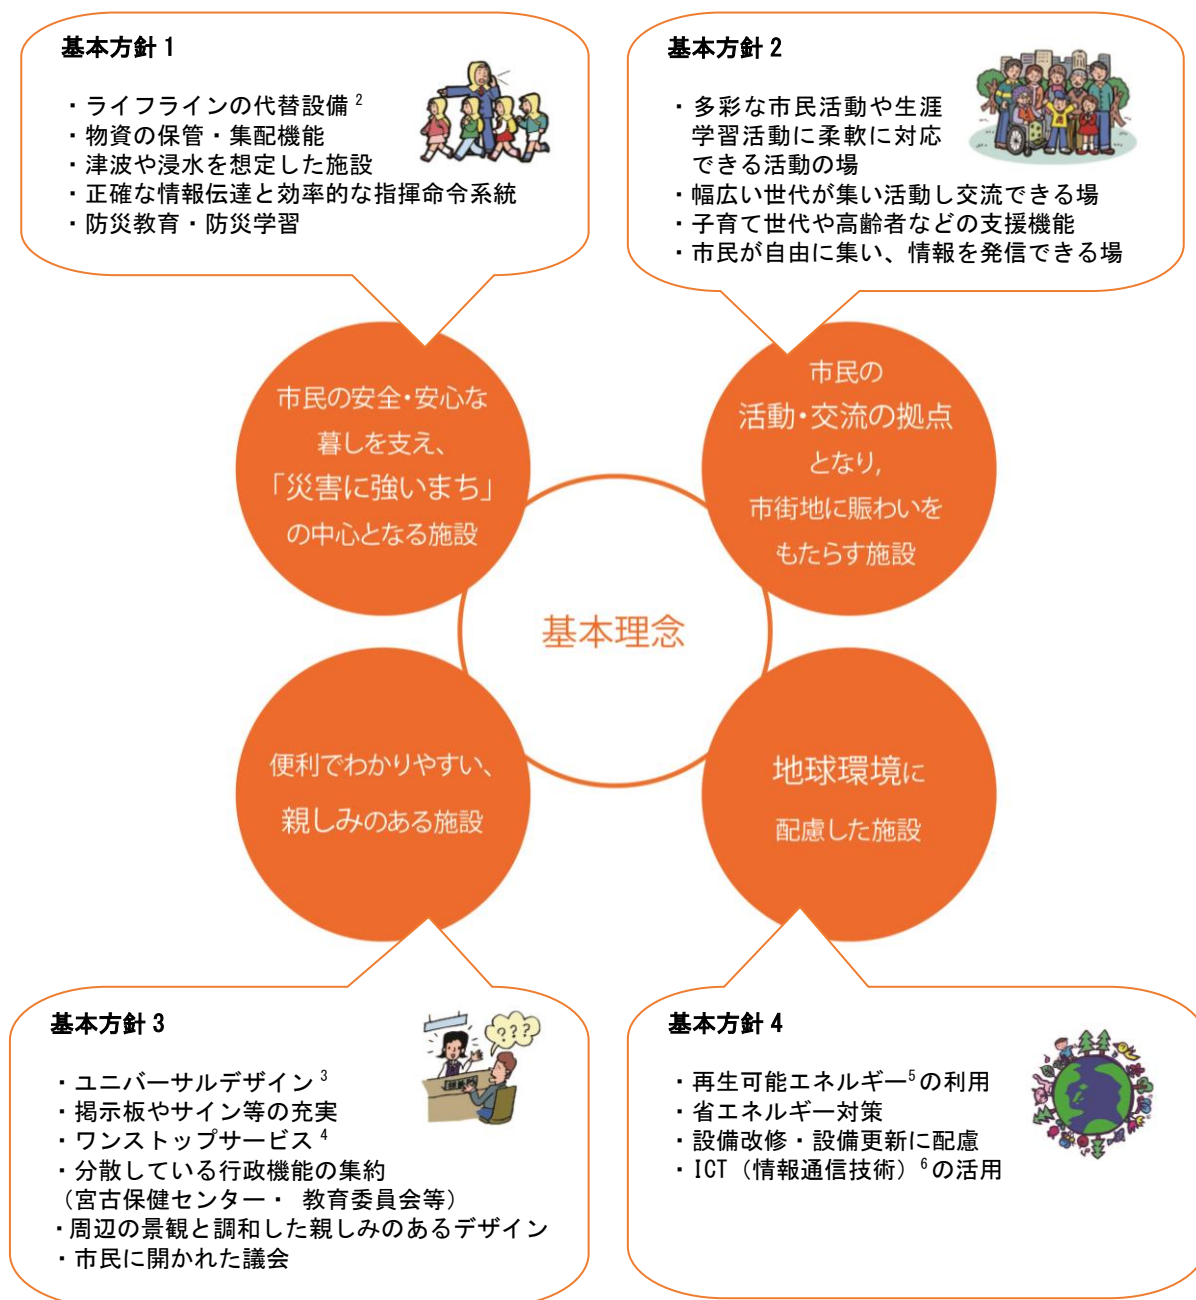 基本方針 1
・ライフラインの代替設備2
・物資の保管・集配機能
・津波や浸水を想定した施設
・正確な情報伝達と効率的な指揮命令系統
・防災教育・防災学習
基本方針 2
・多彩な市民活動や生涯
学習活動に柔軟に対応
できる活動の場
・幅広い世代が集い活動し交流できる場
・子育て世代や高齢者などの支援機能
・市民が自由に集い、情報を発信できる場
市民の安全・安心な
暮しを支え、
「災害に強いまち」
の中心となる施設
市民の
活動・交流の拠点
となり,
市街地に賑わいを
もたらす施設
基本理念
便利でわかりやすい、
親しみのある施設
地球環境に
配慮した施設
基本方針 3
・ユニバーサルデザイン3
・掲示板やサイン等の充実
・ワンストップサービス4
・分散している行政機能の集約
（宮古保健センター・ 教育委員会等）
・周辺の景観と調和した親しみのあるデザイン
・市民に開かれた議会
???
基本方針 4
・再生可能エネルギー5の利用
・省エネルギー対策
・設備改修・設備更新に配慮
・ICT（情報通信技術）6の活用